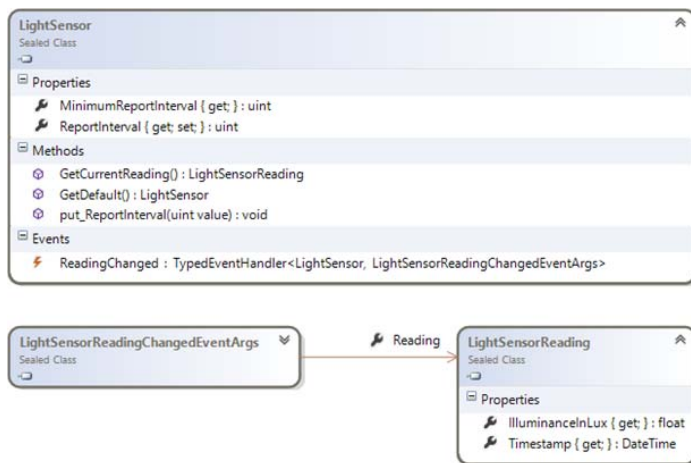 LightSensor
Sealed Class
Properties
MinimumReportInterval { get; } : uint
ReportInterval { get; set; } : uint
Methods
GetCurrentReading() : LightSensorReading
GetDefault() : LightSensor
put_ReportInterval(uint value) : void
Events
ReadingChanged : TypedEventHandler<LightSensor, LightSensorReadingChangedEventArgs>
LightSensorReadingChangedEventArgs
Sealed Class
Reading
LightSensorReading
Sealed Class
Properties
IlluminanceInLux { get; } : float
Timestamp { get; } : DateTime